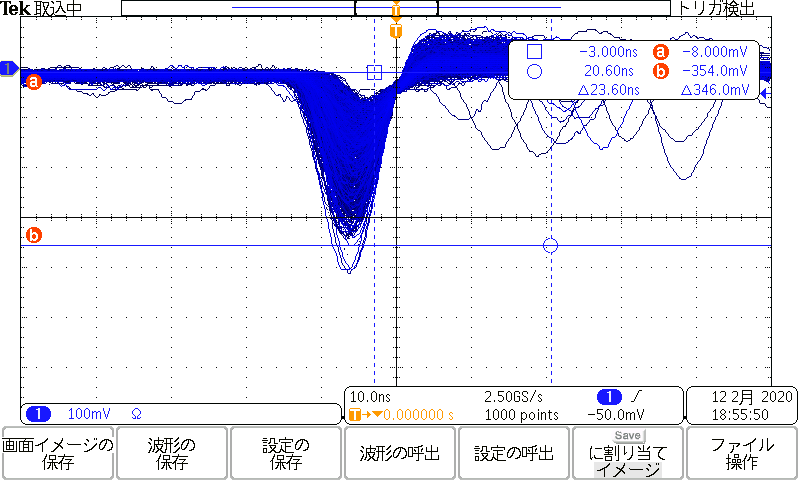 Tek 取込中 トリガ検出
T
T
1
a
b
-3.000ns a -8.000mV
20.60ns b -354.0mV
Δ23.60ns Δ346.0mV
1 100mV Ω
10.0ns 2.50GS/s 1
T→▼0.000000 s 1000 points -50.0mV
12 2月 2020
18:55:50
画面イメージの
保存
波形の
保存
設定の
保存
波形の呼出
設定の呼出
Save
に割り当て
イメージ
ファイル
操作